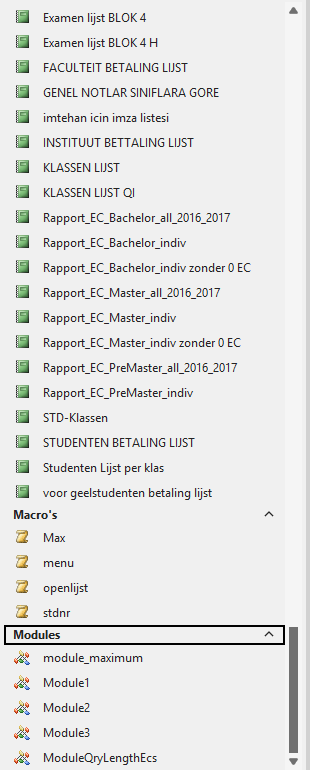 Examen lijst BLOK 4
Examen lijst BLOK 4 H
FACULTEIT BETALING LIJST
GENEL NOTLAR SINIFLARA GORE
imtehan icin imza listesi
INSTITUUT BETTALING LIJST
KLASSEN LIJST
KLASSEN LIJST QI
Rapport_EC_Bachelor_all_2016_2017
Rapport_EC_Bachelor_indiv
Rapport_EC_Bachelor_indiv zonder 0 EC
Rapport_EC_Master_all_2016_2017
Rapport_EC_Master_indiv
Rapport_EC_Master_indiv zonder 0 EC
Rapport_EC_PreMaster_all_2016_2017
Rapport_EC_PreMaster_indiv
STD-Klassen
STUDENTEN BETALING LIJST
Studenten Lijst per klas
voor geelstudenten betaling lijst
Macro's
Max
menu
openlijst
stdnr
Modules
module_maximum
Module1
Module2
Module3
ModuleQryLengthEcs